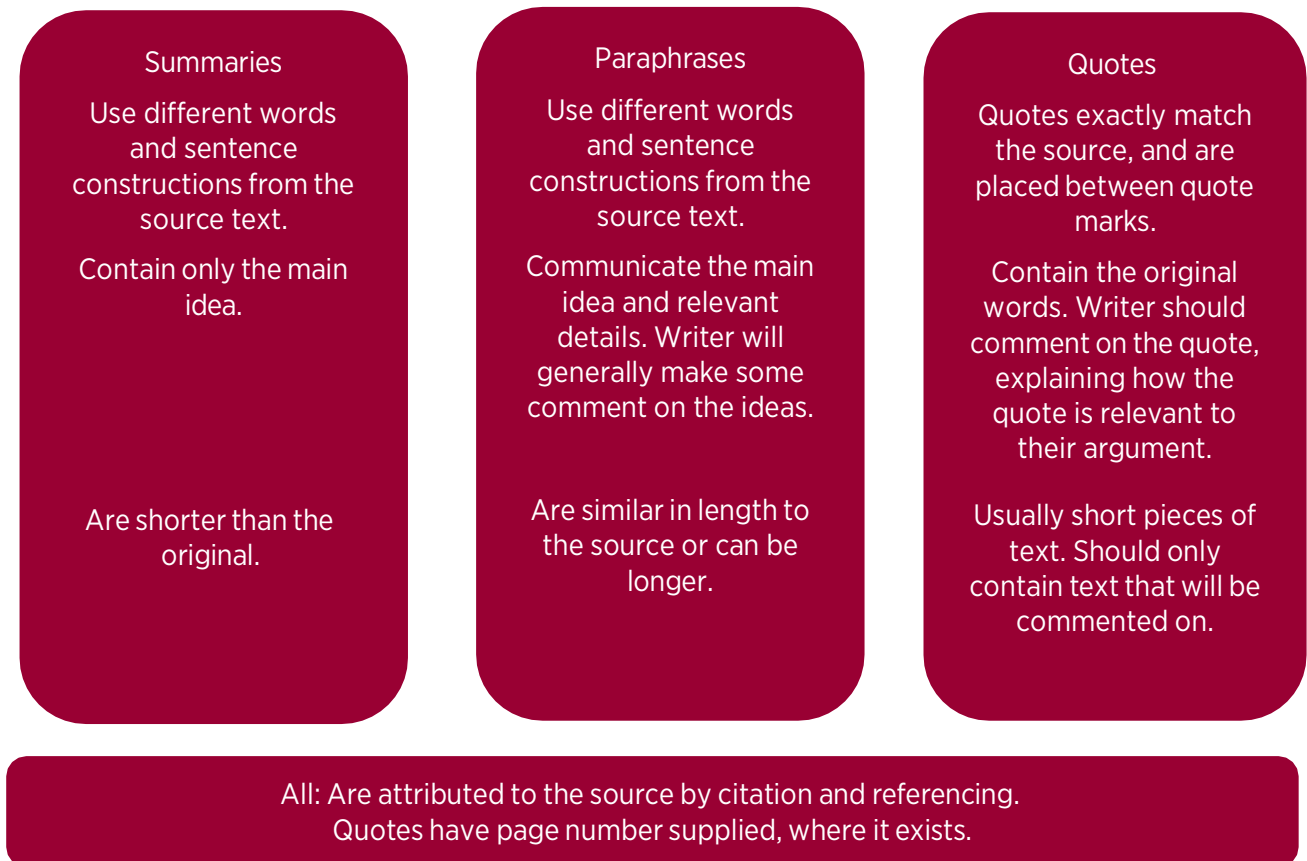 Summaries
Use different words
and sentence
constructions from the
source text.
Contain only the main
idea.
Are shorter than the
original.
Paraphrases
Use different words
and sentence
constructions from the
source text.
Communicate the main
idea and relevant
details. Writer will
generally make some
comment on the ideas.
Are similar in length to
the source or can be
longer.
Quotes
Quotes exactly match
the source, and are
placed between quote
marks.
Contain the original
words. Writer should
comment on the quote,
explaining how the
quote is relevant to
their argument.
Usually short pieces of
text. Should only
contain text that will be
commented on.
All: Are attributed to the source by citation and referencing.
Quotes have page number supplied, where it exists.